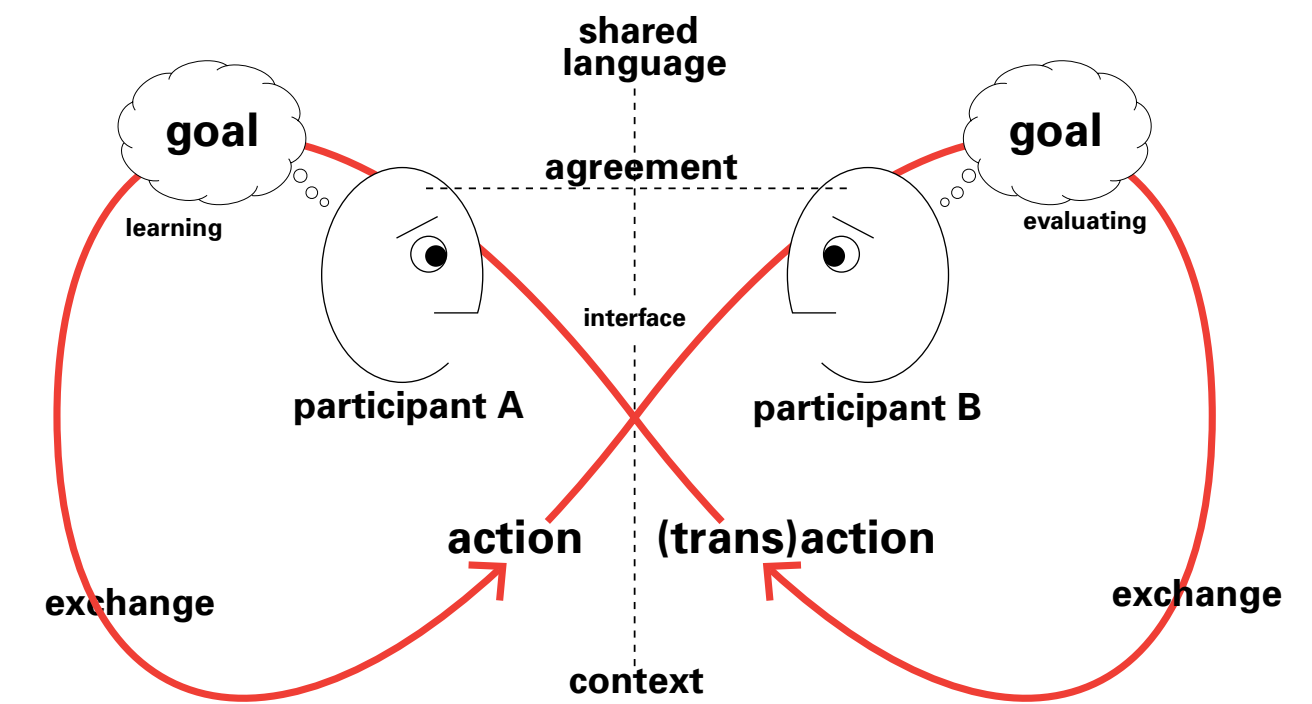 shared
language
goal
goal
agreement
learning
evaluating
interface
participant A
participant B
action
(trans)action
exchange
exchange
context